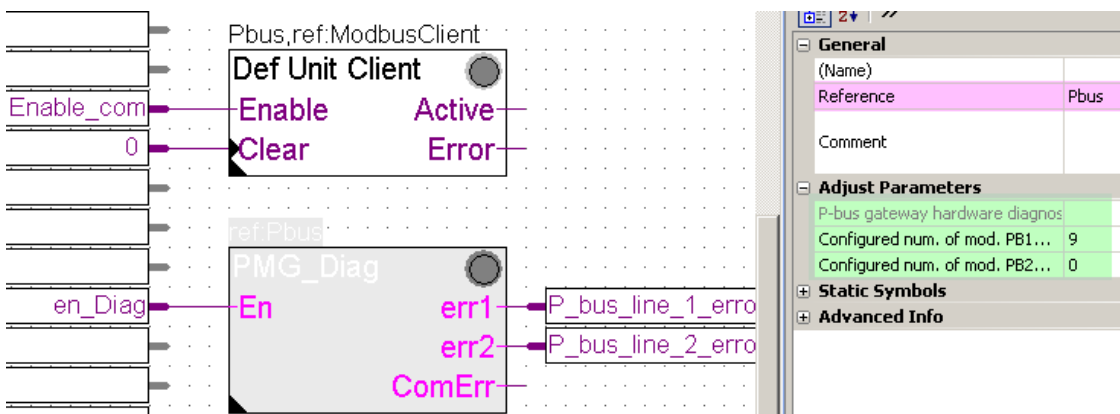 Pbus,ref:ModbusClient
Def Unit Client
Enable_com
Enable
Active
0
Clear
Error
ref:Pbus
PMG_Diag
en_Diag
En
err1
P_bus_line_1_erro
err2
P_bus_line_2_erro
ComErr
General
(Name)
Reference Pbus
Comment
Adjust Parameters
P-bus gateway hardware diagnos
Configured num. of mod. PB1... 9
Configured num. of mod. PB2... 0
Static Symbols
Advanced Info